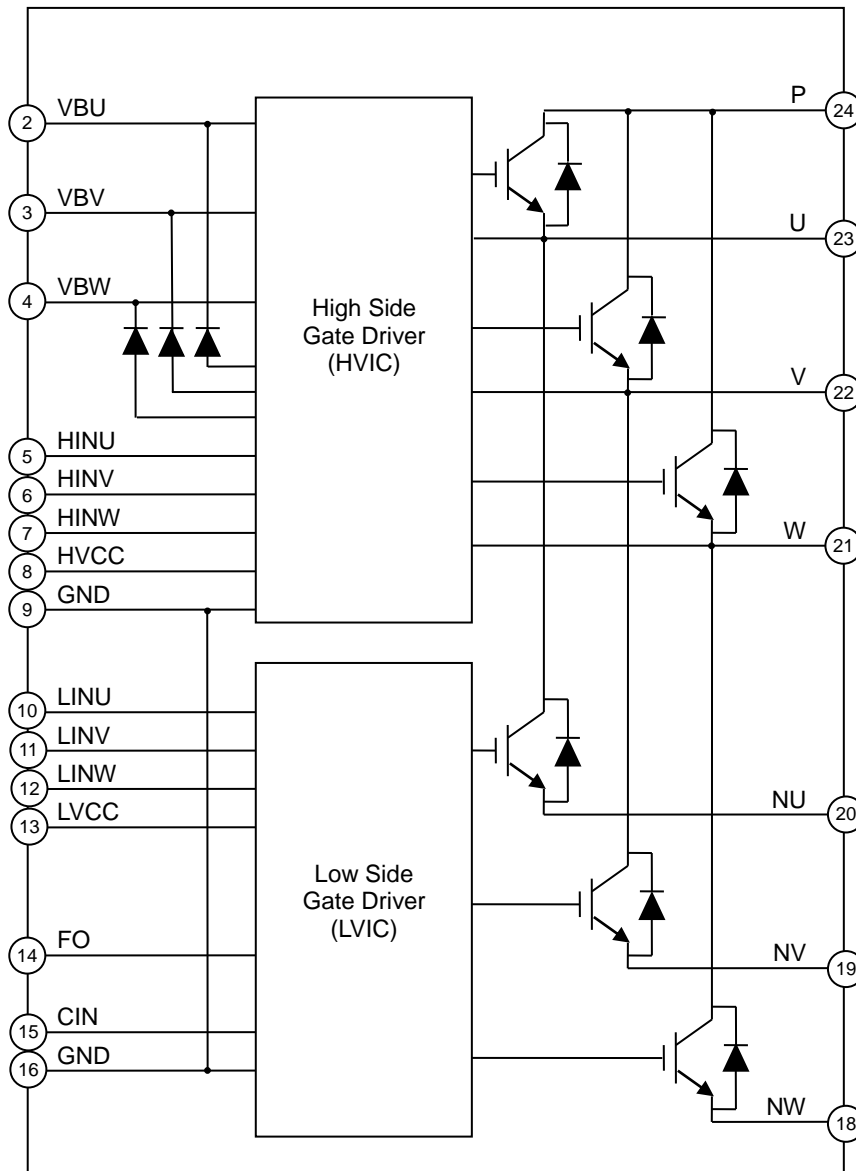 2 VBU
3 VBV
4 VBW
5 HINU
6 HINV
7 HINW
8 HVCC
9 GND
10 LINU
11 LINV
12 LINW
13 LVCC
14 FO
15 CIN
16 GND
High Side
Gate Driver
(HVIC)
Low Side
Gate Driver
(LVIC)
P 24
U 23
V 22
W 21
NU 20
NV 19
NW 18